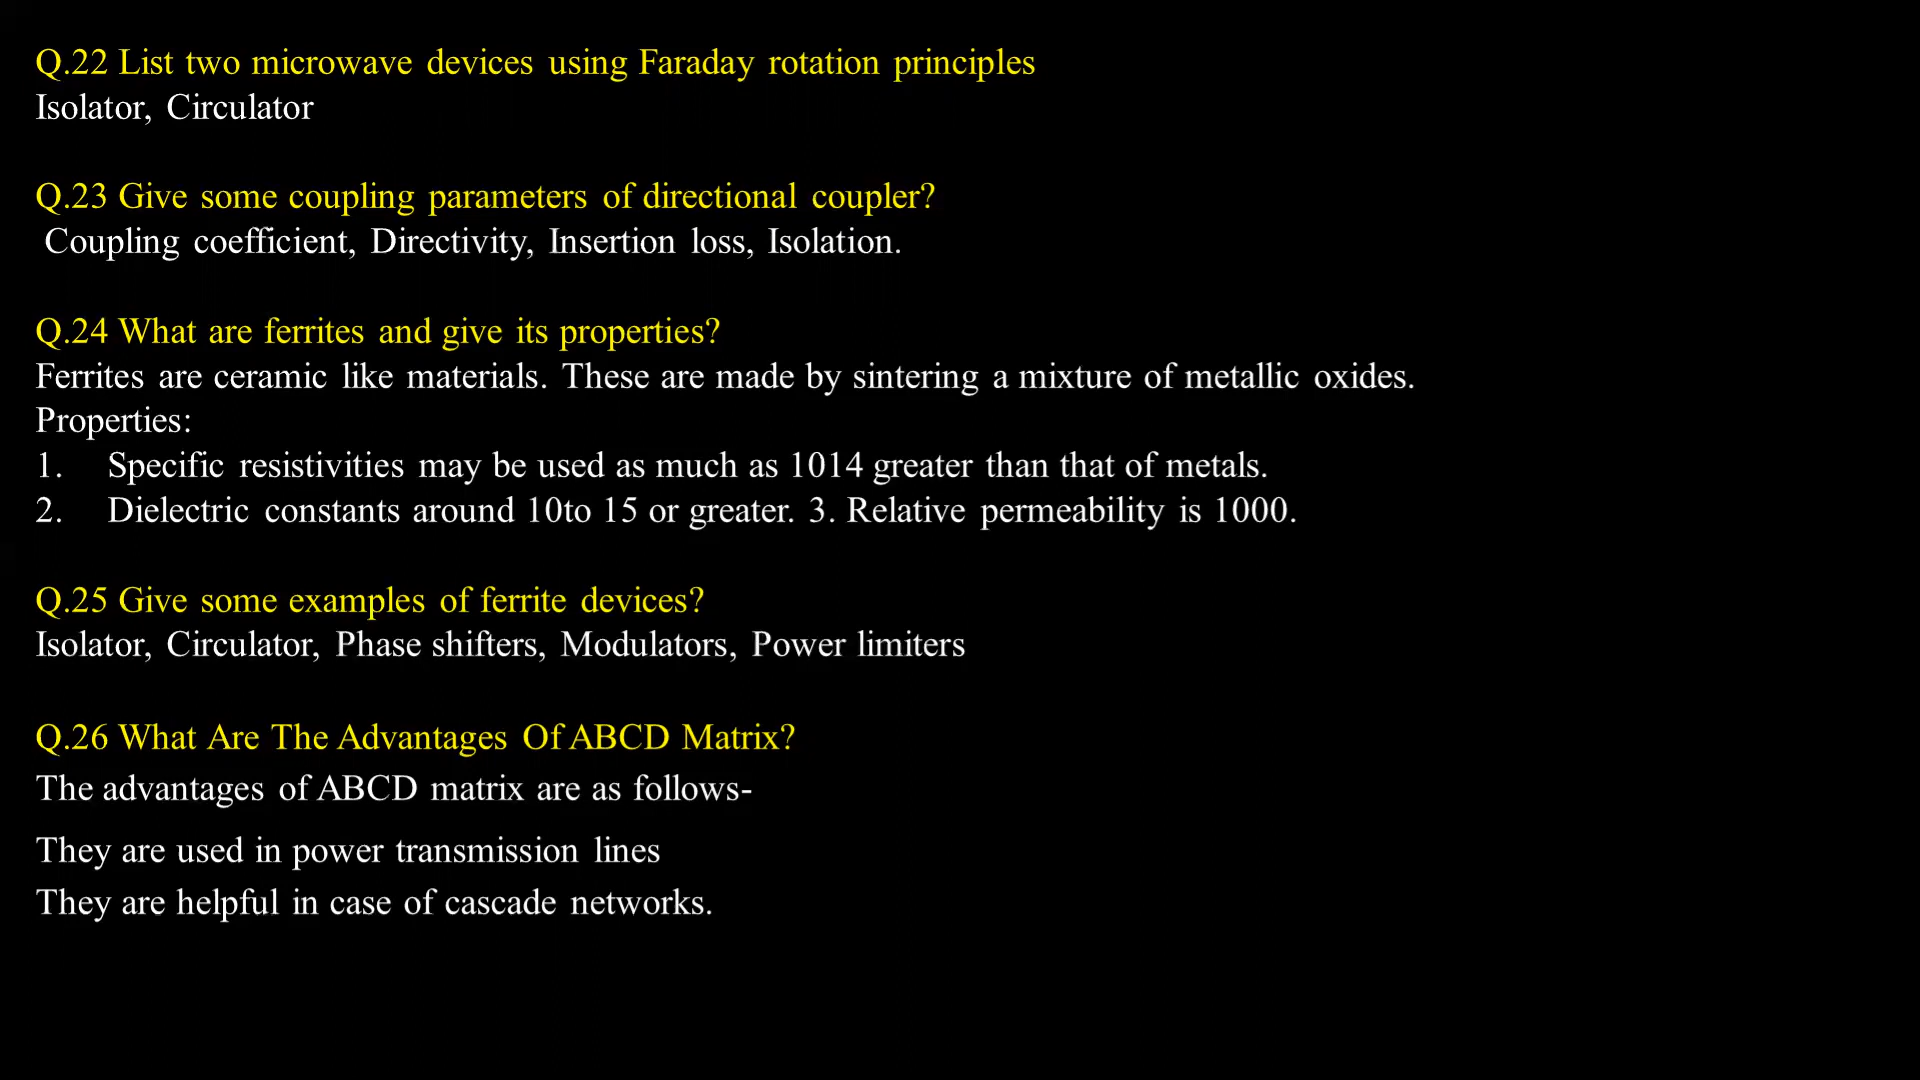 Q.22 List two microwave devices using Faraday rotation principles
Isolator, Circulator
Q.23 Give some coupling parameters of directional coupler?
Coupling coefficient, Directivity, Insertion loss, Isolation.
Q.24 What are ferrites and give its properties?
Ferrites are ceramic like materials. These are made by sintering a mixture of metallic oxides.
Properties:
1. Specific resistivities may be used as much as 1014 greater than that of metals.
2. Dielectric constants around 10to 15 or greater. 3. Relative permeability is 1000.
Q.25 Give some examples of ferrite devices?
Isolator, Circulator, Phase shifters, Modulators, Power limiters
Q.26 What Are The Advantages Of ABCD Matrix?
The advantages of ABCD matrix are as follows-
They are used in power transmission lines
They are helpful in case of cascade networks.